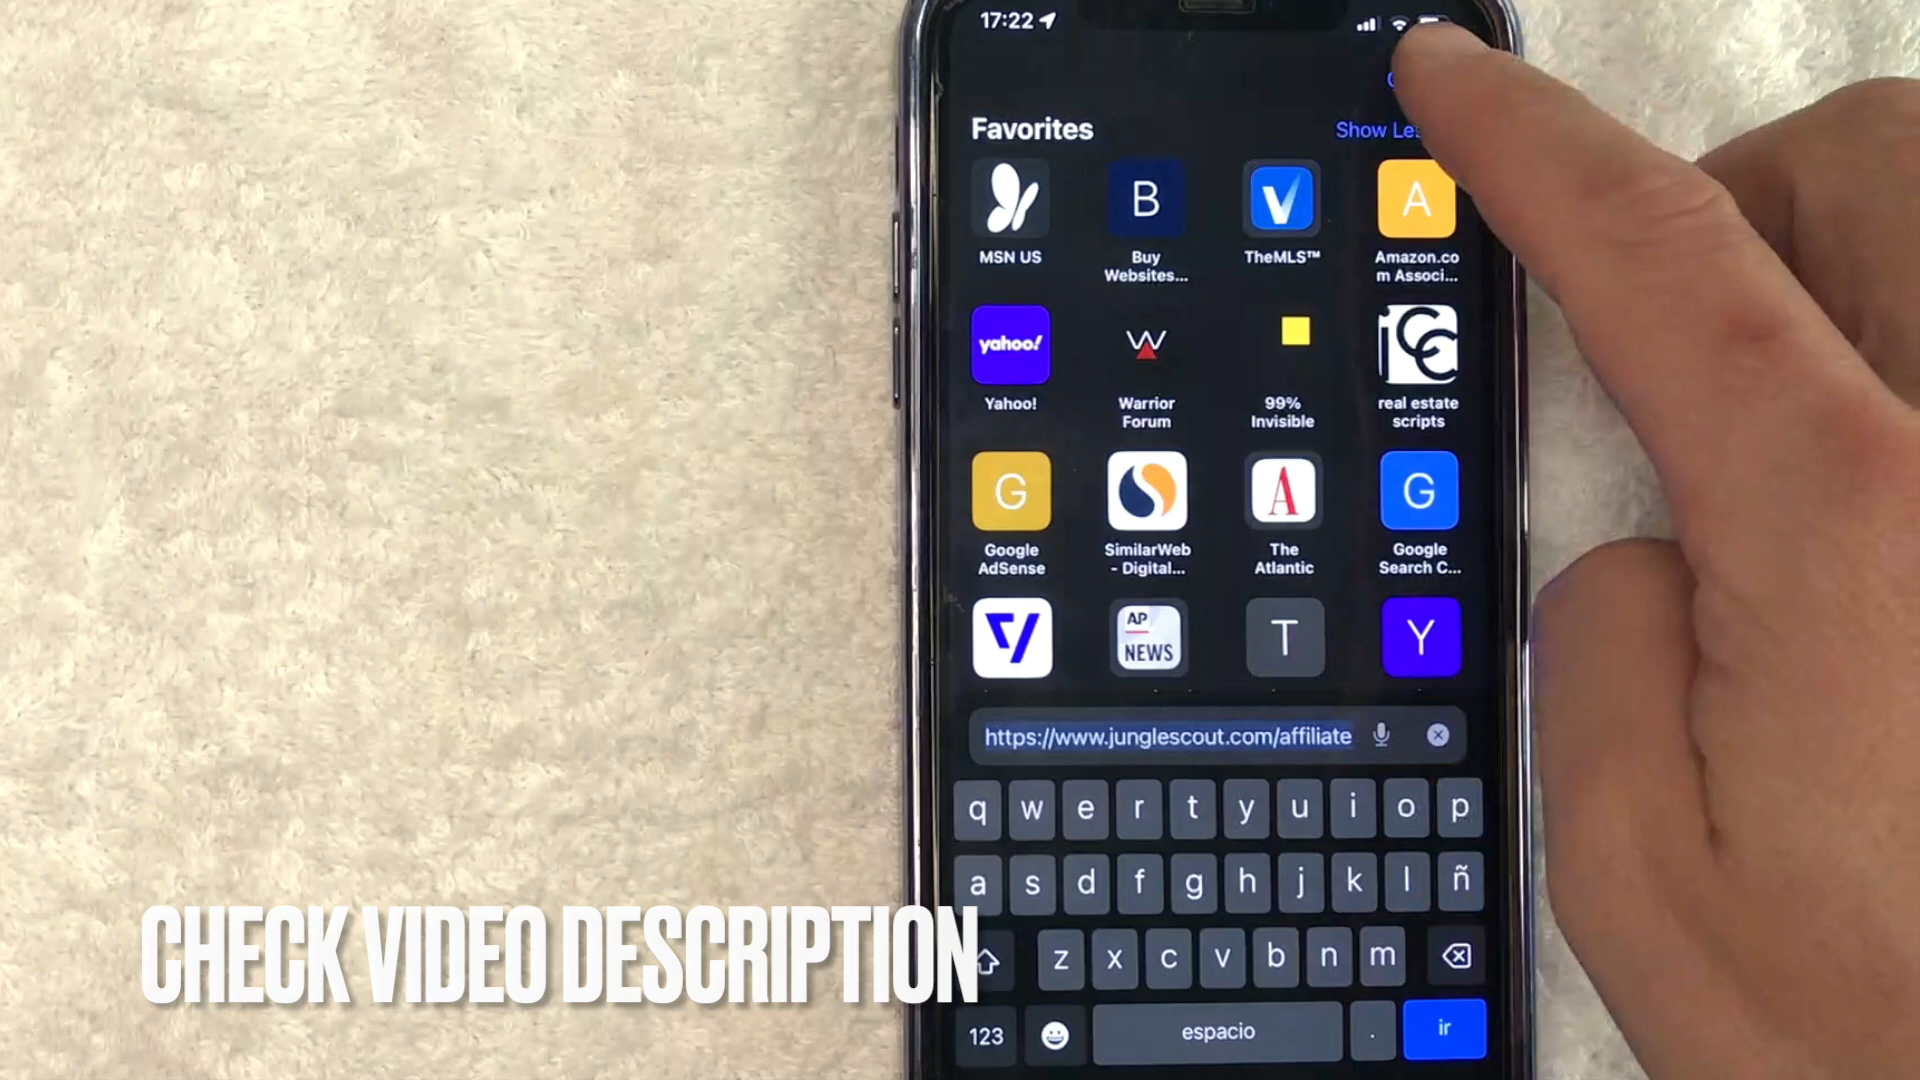 17:22
Favorites
Show Les
MSN US
B
Buy
Websites...
TheMLS™
A
Amazon.co
m Associ...
yahoo!
Yahoo!
Warrior
Forum
99%
Invisible
real estate
scripts
G
Google
AdSense
SimilarWeb
- Digital...
A
The
Atlantic
G
Google
Search C...
AP
NEWS
T
Y
https://www.junglescout.com/affiliate
q w e r t y u i o p
a s d f g h j k l ñ
z x c v b n m
123
espacio
.
ir
CHECK VIDEO DESCRIPTION